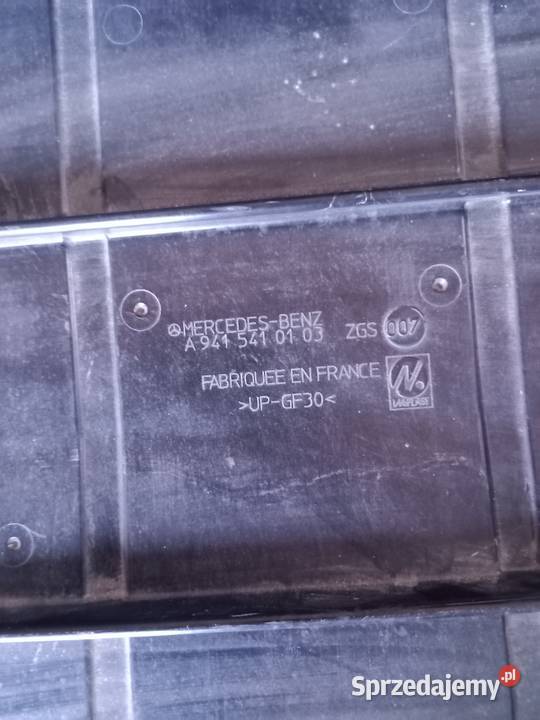 MERCEDES-BENZ
A 941 541 01 03 ZGS 007
FABRIQUEE EN FRANCE
>UP-GF30<
Sprzedajemy.pl